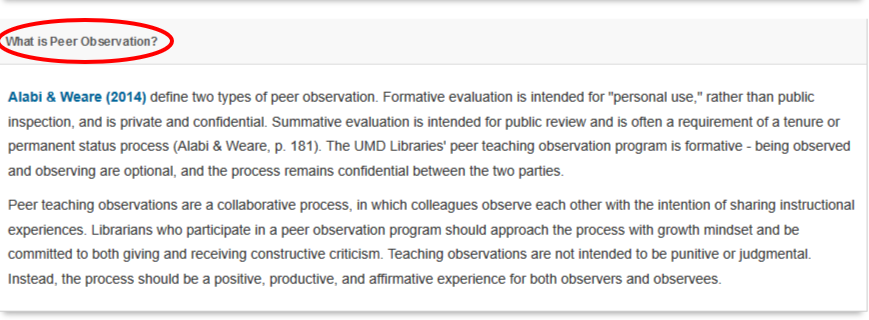 What is Peer Observation?
Alabi & Weare (2014) define two types of peer observation. Formative evaluation is intended for "personal use," rather than public
inspection, and is private and confidential. Summative evaluation is intended for public review and is often a requirement of a tenure or
permanent status process (Alabi & Weare, p. 181). The UMD Libraries' peer teaching observation program is formative - being observed
and observing are optional, and the process remains confidential between the two parties.
Peer teaching observations are a collaborative process, in which colleagues observe each other with the intention of sharing instructional
experiences. Librarians who participate in a peer observation program should approach the process with growth mindset and be
committed to both giving and receiving constructive criticism. Teaching observations are not intended to be punitive or judgmental.
Instead, the process should be a positive, productive, and affirmative experience for both observers and observees.